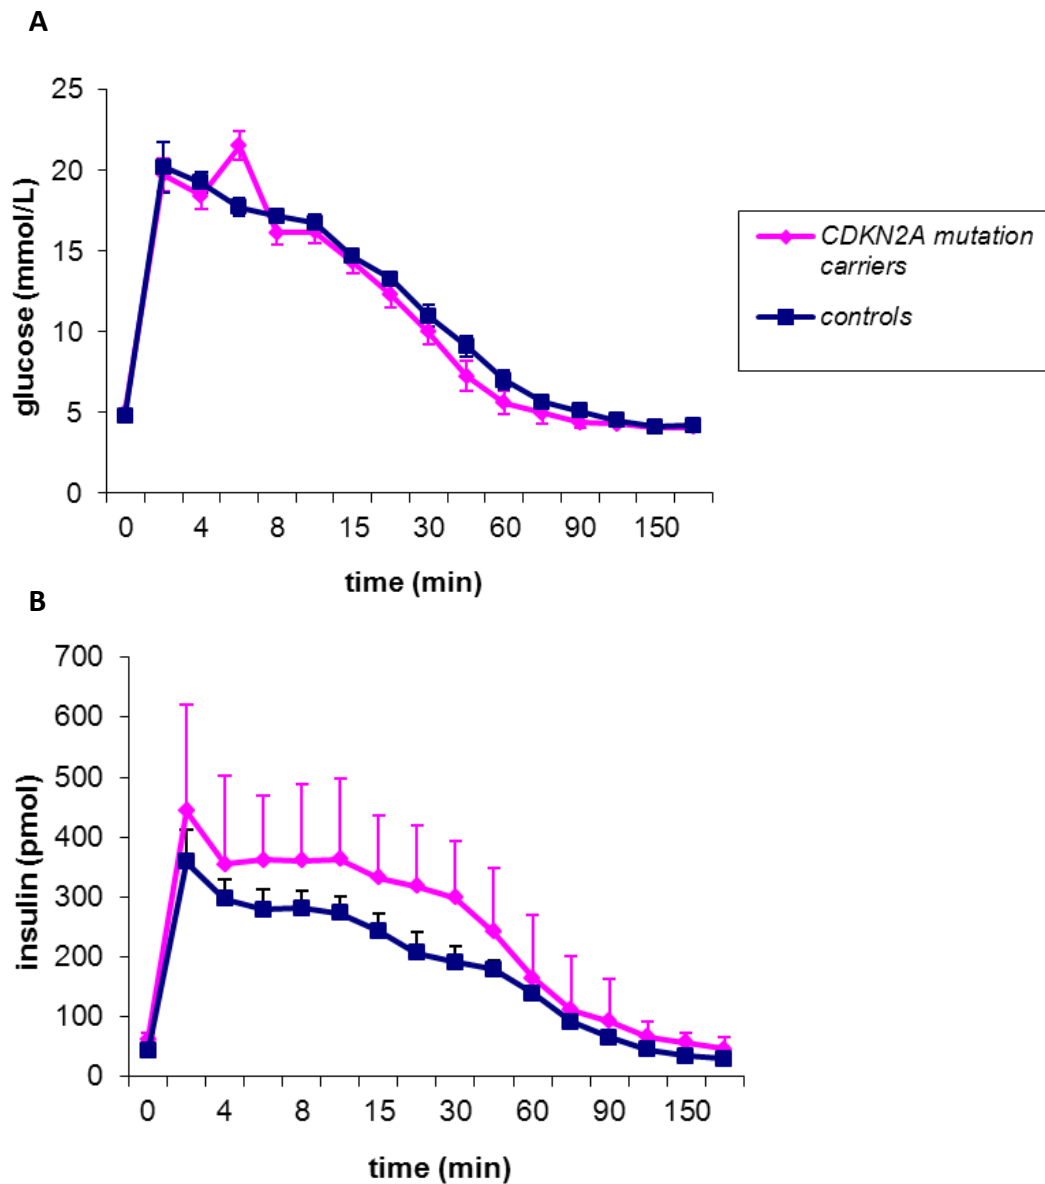 A
25
20
15
10
5
0
glucose (mmol/L)
0 4 8 15 30 60 90 150
time (min)
CDKN2A mutation
carriers
controls
B
700
600
500
400
300
200
100
0
insulin (pmol)
0 4 8 15 30 60 90 150
time (min)